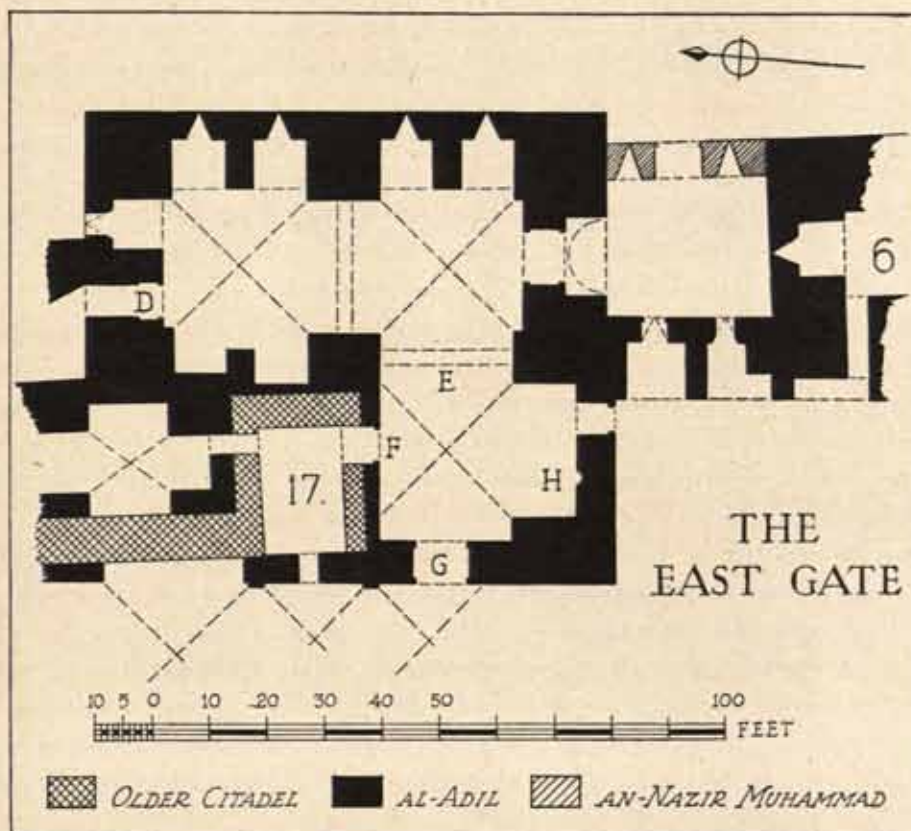 D
6
E
F
17.
H
G
THE
EAST GATE
10 5 0 10 20 30 40 50 100
FEET
OLDER CITADEL AL-ADIL AN-NAZIR MUHAMMAD